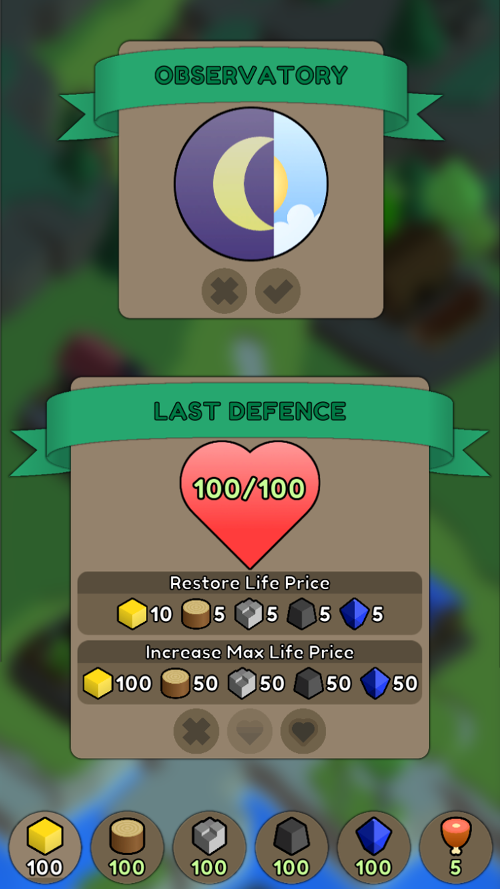 OBSERVATORY
LAST DEFENCE
100/100
Restore Life Price
10 5 5 5 5
Increase Max Life Price
100 50 50 50 50
100 100 100 100 100 5